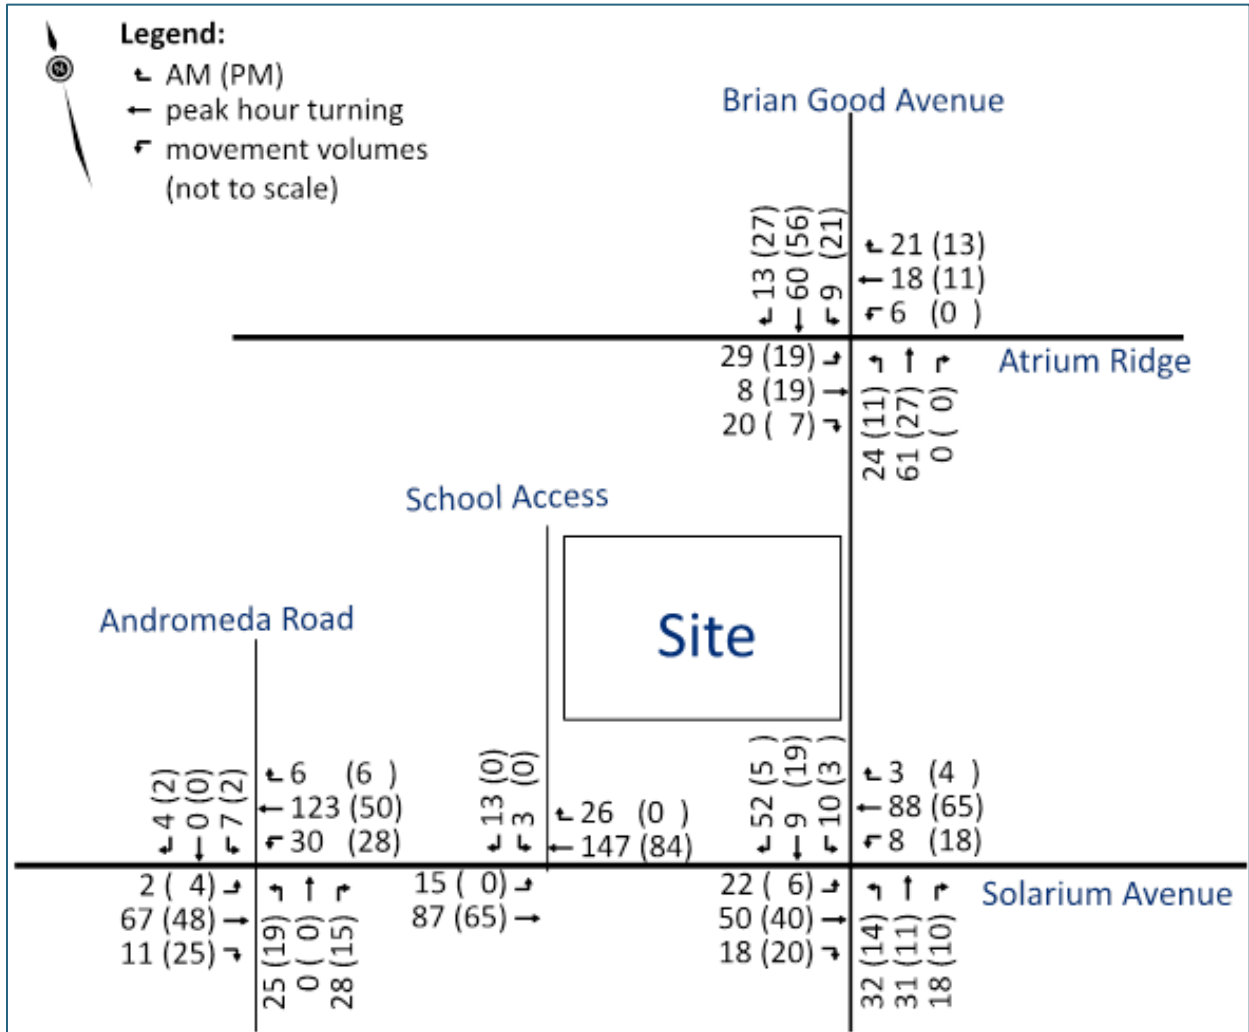 Legend:
AM (PM)
peak hour turning
movement volumes
(not to scale)
Brian Good Avenue
13 (27)
60 (56)
9 (21)
21 (13)
18 (11)
6 (0 )
Atrium Ridge
29 (19)
8 (19)
20 ( 7)
24 (11)
61 (27)
0 ( 0)
School Access
Site
Andromeda Road
4 (2)
0 (0)
7 (2)
6 (6 )
123 (50)
30 (28)
13 (0)
3 (0)
26 (0 )
147 (84)
52 (5 )
9 (19)
10 (3 )
3 (4 )
88 (65)
8 (18)
Solarium Avenue
2 ( 4)
67 (48)
11 (25)
25 (19)
0 ( 0)
28 (15)
15 ( 0)
87 (65)
22 ( 6)
50 (40)
18 (20)
32 (14)
31 (11)
18 (10)